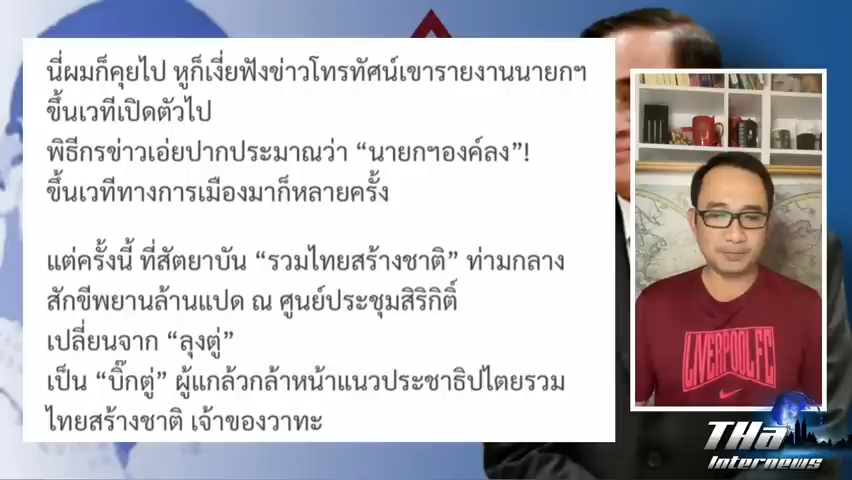 นี่ผมก็คุยไป หูก็เงี่ยฟังข่าวโทรทัศน์เขารายงานนายกฯ
ขึ้นเวทีเปิดตัวไป
พิธีกรข่าวเอ่ยปากประมาณว่า “นายกฯองค์ลง”!
ขึ้นเวทีทางการเมืองมาก็หลายครั้ง
แต่ครั้งนี้ ที่สัตยาบัน “รวมไทยสร้างชาติ” ท่ามกลาง
สักขีพยานล้านแปด ณ ศูนย์ประชุมสิริกิติ์
เปลี่ยนจาก “ลุงตู่”
เป็น “บิ๊กตู่” ผู้แกล้วกล้าหน้าแนวประชาธิปไตยรวม
ไทยสร้างชาติ เจ้าของวาทะ
LIVERPOOL FC
THa
Internews